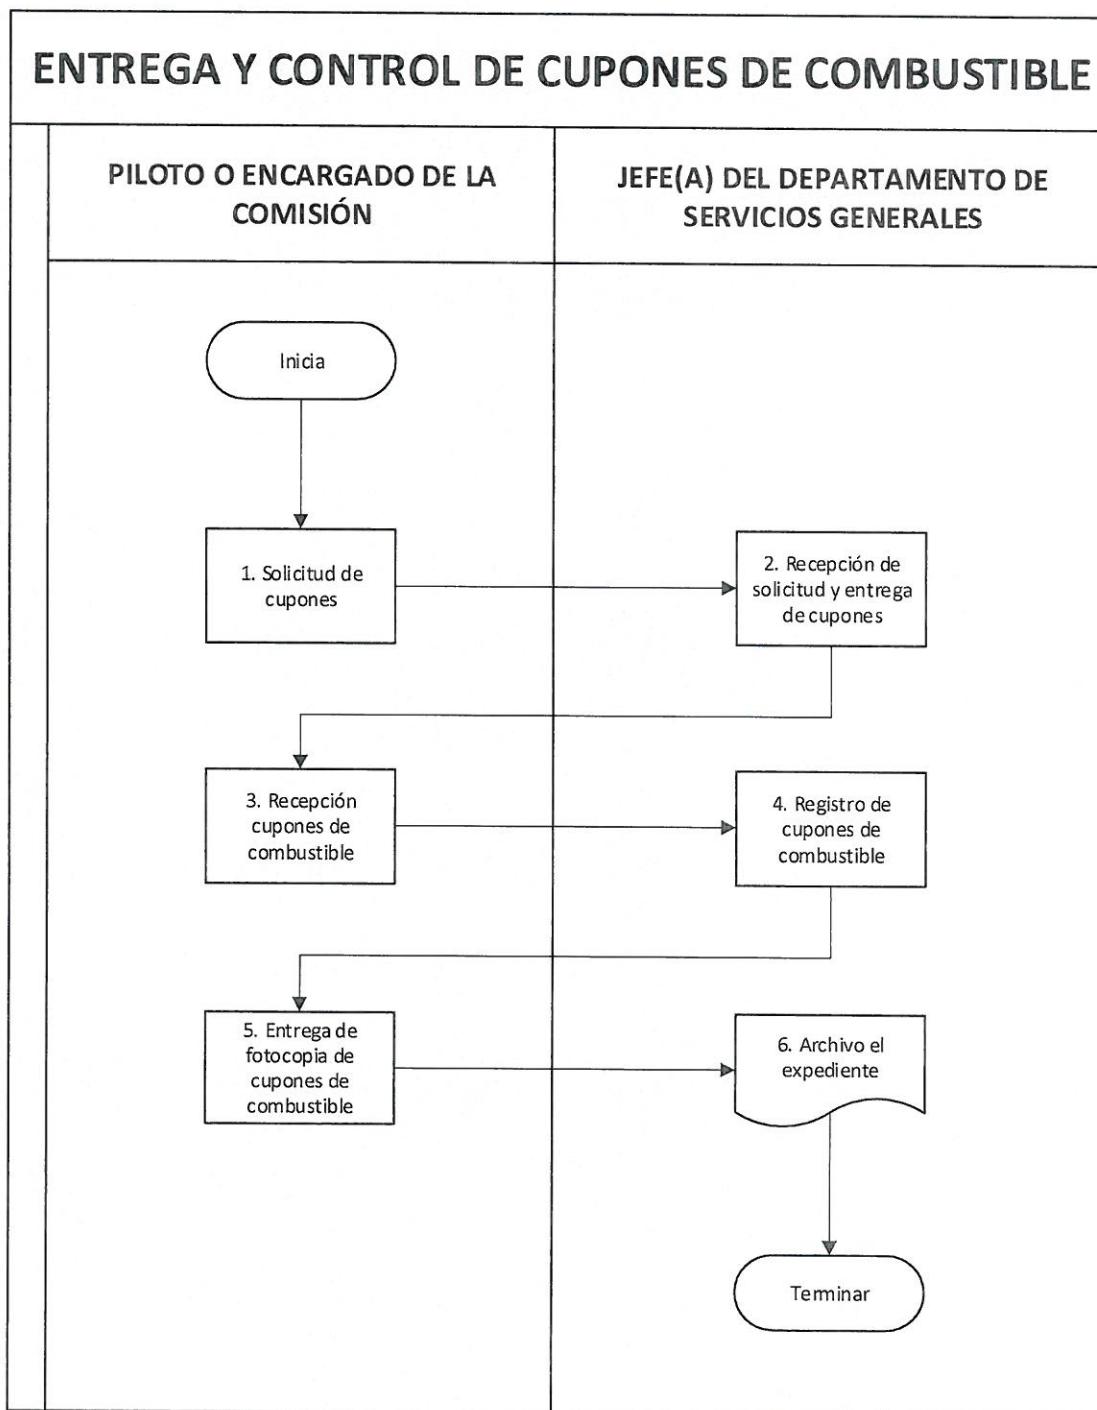 ENTREGA Y CONTROL DE CUPONES DE COMBUSTIBLE
PILOTO O ENCARGADO DE LA
COMISIÓN
JEFE(A) DEL DEPARTAMENTO DE
SERVICIOS GENERALES
Inicia
1. Solicitud de
cupones
2. Recepción de
solicitud y entrega
de cupones
3. Recepción
cupones de
combustible
4. Registro de
cupones de
combustible
5. Entrega de
fotocopia de
cupones de
combustible
6. Archivo el
expediente
Terminar